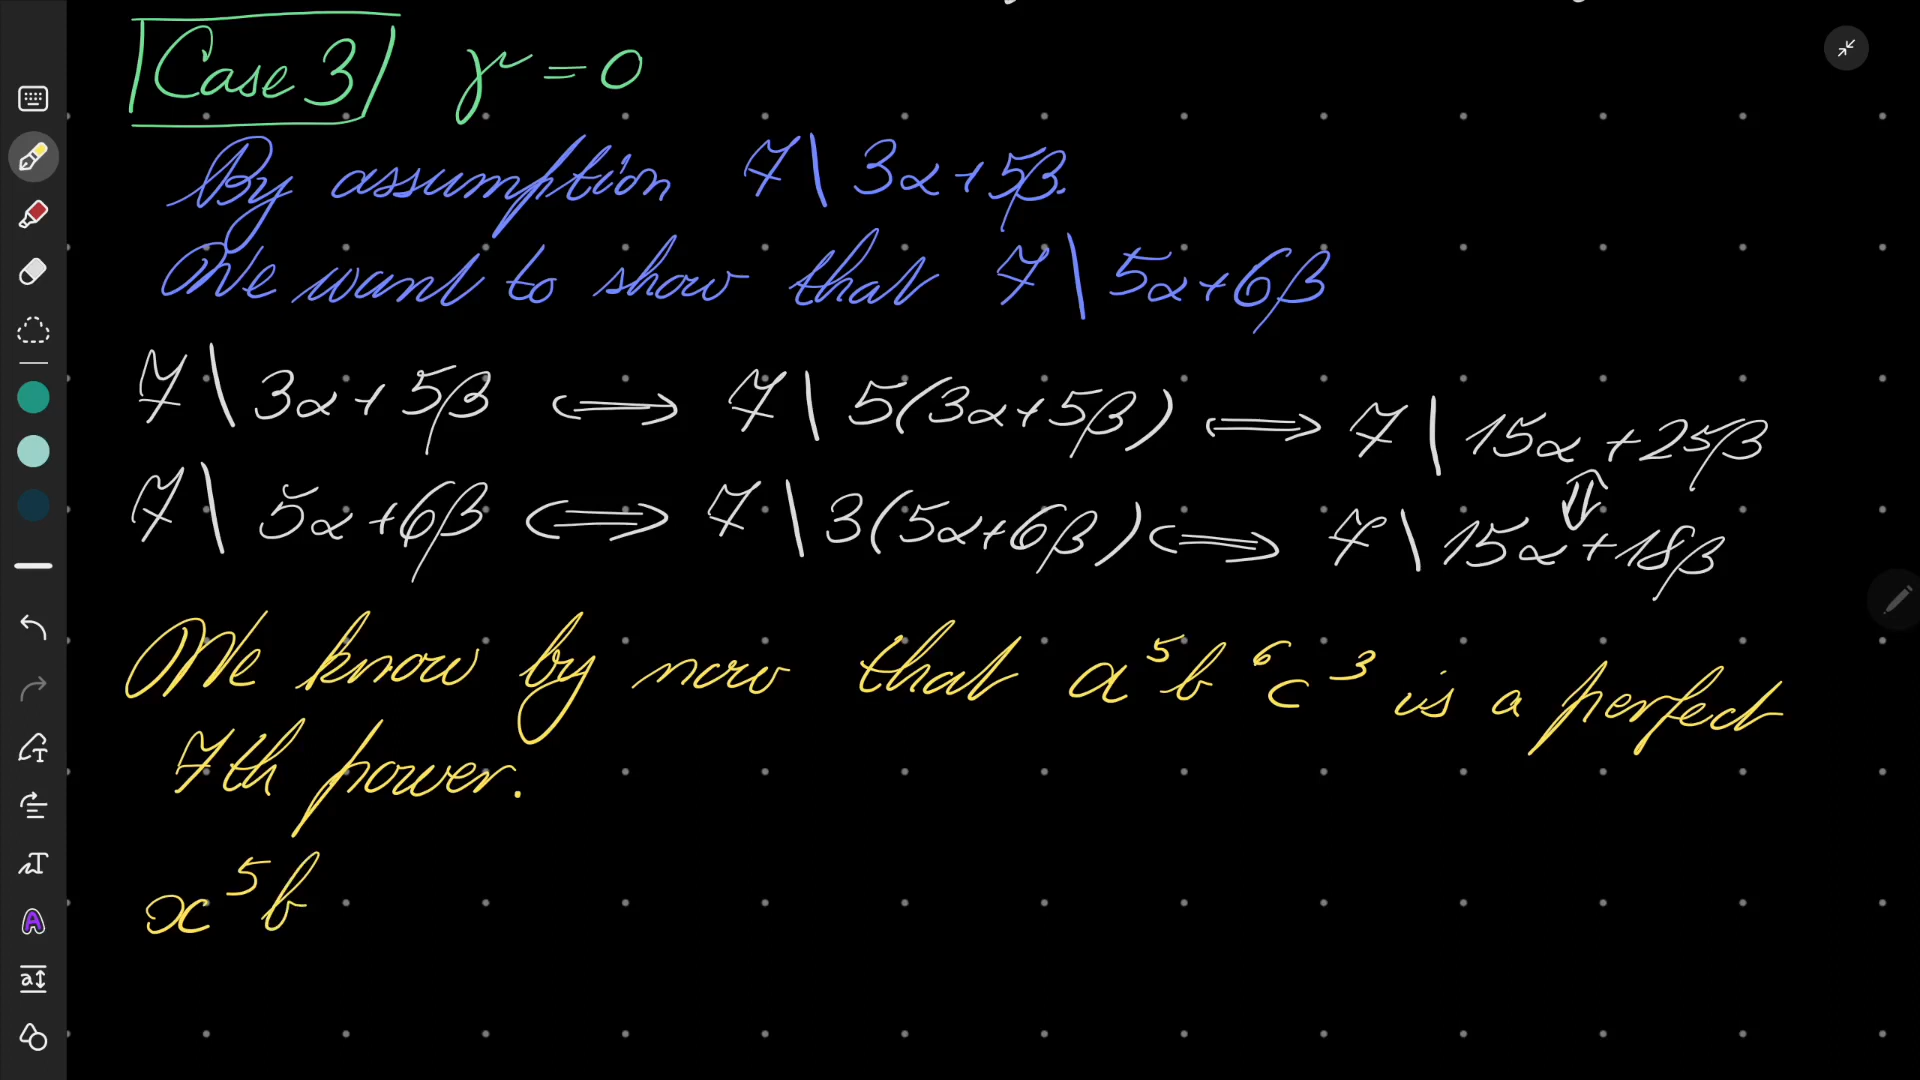 Case 3 γ = 0
By assumption 7 \ 3α + 5β.
We want to show that 7 \ 5α + 6β
7 \ 3α + 5β ⟺ 7 \ 5(3α + 5β) ⟺ 7 \ 15α + 25β
⇕
7 \ 5α + 6β ⟺ 7 \ 3(5α + 6β) ⟺ 7 \ 15α + 18β
We know by now that a⁵b⁶c³ is a perfect
7th power.
x⁵b